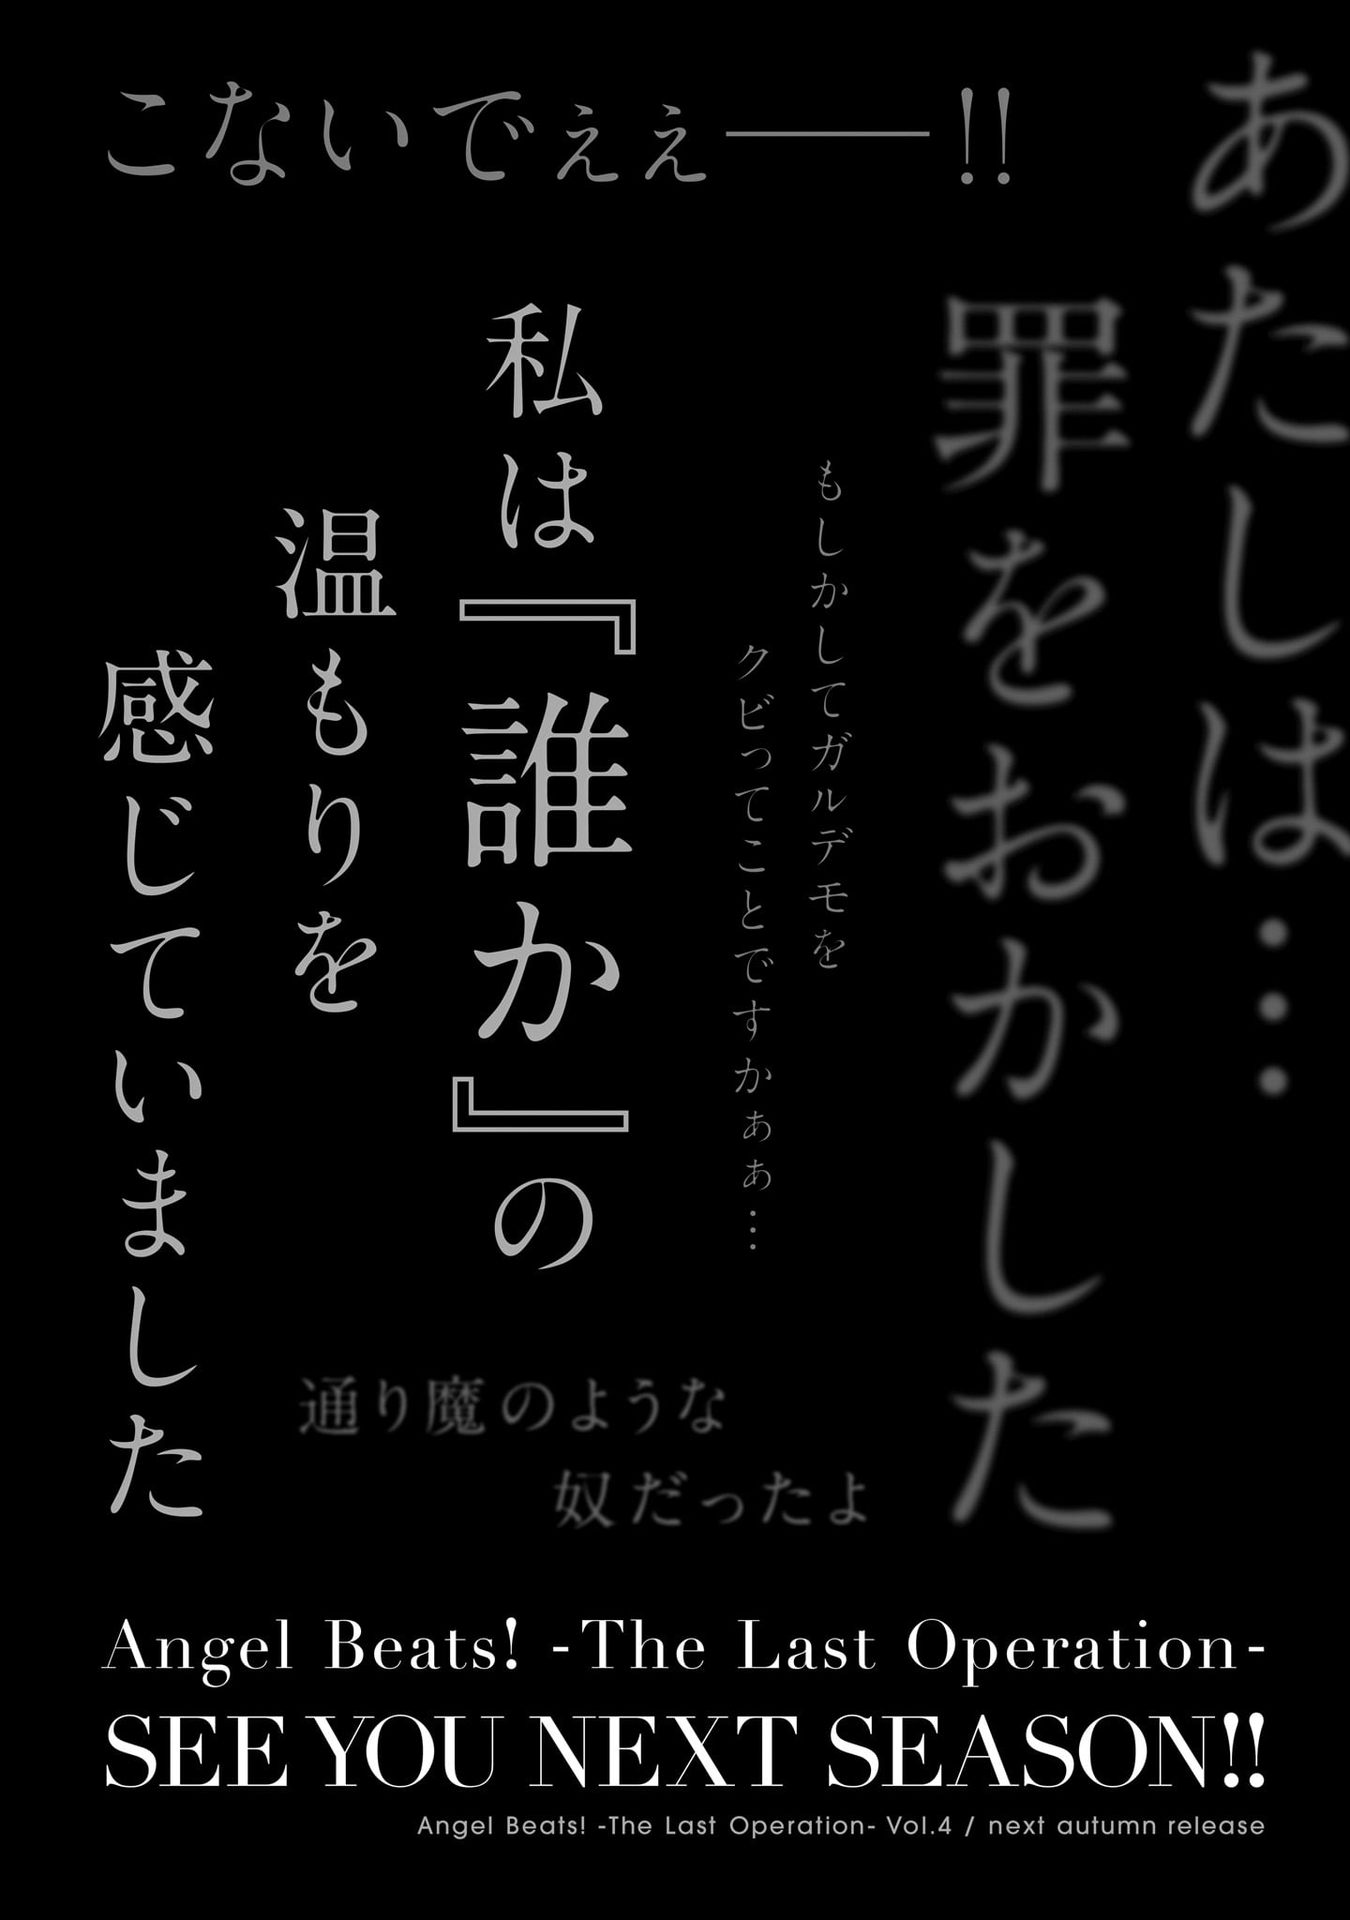 こないでぇぇ――!!
あたしは…
罪をおかした
もしかしてガルデモを
クビってことですかぁぁ…
私は『誰か』の
温もりを
感じていました
通り魔のような
奴だったよ
Angel Beats! -The Last Operation-
SEE YOU NEXT SEASON!!
Angel Beats! -The Last Operation- Vol.4 / next autumn release